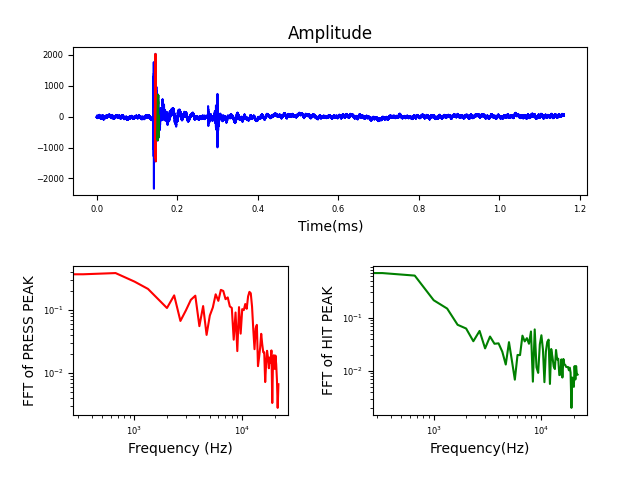 Amplitude
2000
1000
0
−1000
−2000
0.0 0.2 0.4 0.6 0.8 1.0 1.2
Time(ms)
FFT of PRESS PEAK
10⁻¹
10⁻²
10³ 10⁴
Frequency (Hz)
FFT of HIT PEAK
10⁻¹
10⁻²
10³ 10⁴
Frequency(Hz)